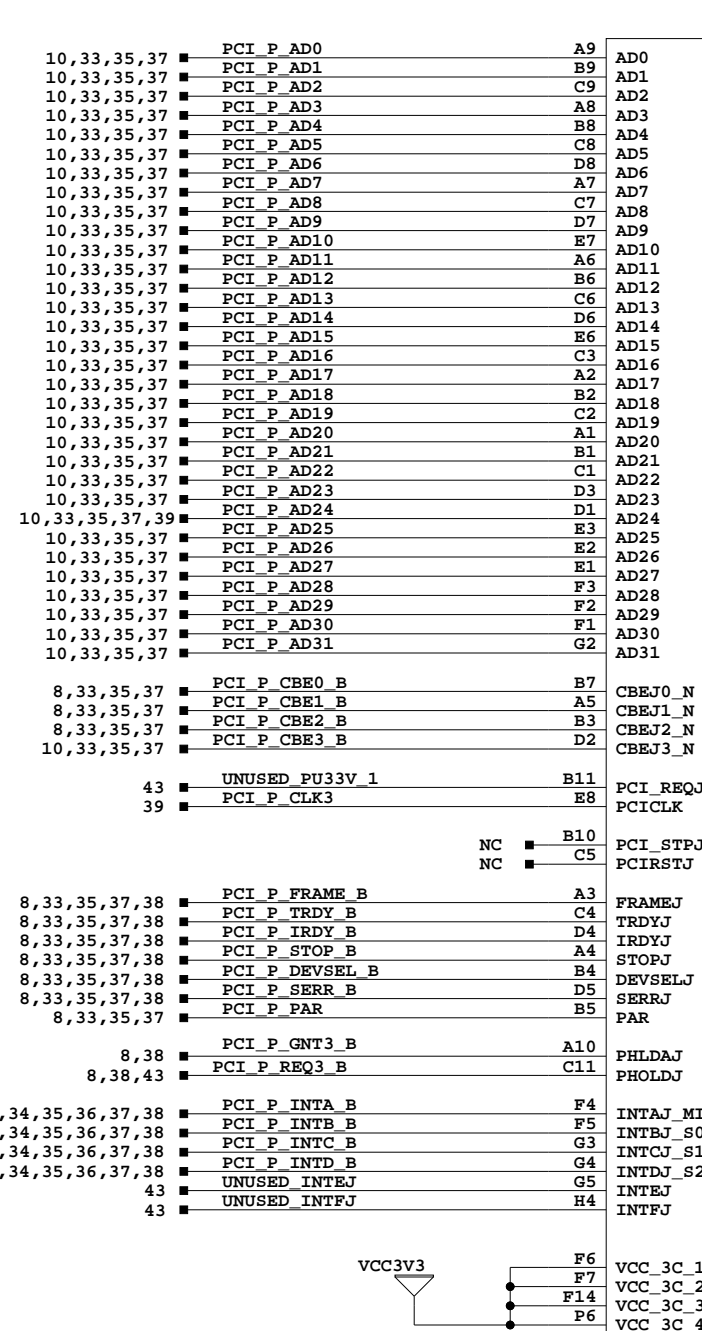 10,33,35,37 PCI_P_AD0 A9 AD0
10,33,35,37 PCI_P_AD1 B9 AD1
10,33,35,37 PCI_P_AD2 C9 AD2
10,33,35,37 PCI_P_AD3 A8 AD3
10,33,35,37 PCI_P_AD4 B8 AD4
10,33,35,37 PCI_P_AD5 C8 AD5
10,33,35,37 PCI_P_AD6 D8 AD6
10,33,35,37 PCI_P_AD7 A7 AD7
10,33,35,37 PCI_P_AD8 C7 AD8
10,33,35,37 PCI_P_AD9 D7 AD9
10,33,35,37 PCI_P_AD10 E7 AD10
10,33,35,37 PCI_P_AD11 A6 AD11
10,33,35,37 PCI_P_AD12 B6 AD12
10,33,35,37 PCI_P_AD13 C6 AD13
10,33,35,37 PCI_P_AD14 D6 AD14
10,33,35,37 PCI_P_AD15 E6 AD15
10,33,35,37 PCI_P_AD16 C3 AD16
10,33,35,37 PCI_P_AD17 A2 AD17
10,33,35,37 PCI_P_AD18 B2 AD18
10,33,35,37 PCI_P_AD19 C2 AD19
10,33,35,37 PCI_P_AD20 A1 AD20
10,33,35,37 PCI_P_AD21 B1 AD21
10,33,35,37 PCI_P_AD22 C1 AD22
10,33,35,37 PCI_P_AD23 D3 AD23
10,33,35,37,39 PCI_P_AD24 D1 AD24
10,33,35,37 PCI_P_AD25 E3 AD25
10,33,35,37 PCI_P_AD26 E2 AD26
10,33,35,37 PCI_P_AD27 E1 AD27
10,33,35,37 PCI_P_AD28 F3 AD28
10,33,35,37 PCI_P_AD29 F2 AD29
10,33,35,37 PCI_P_AD30 F1 AD30
10,33,35,37 PCI_P_AD31 G2 AD31
8,33,35,37 PCI_P_CBE0_B B7 CBEJ0_N
8,33,35,37 PCI_P_CBE1_B A5 CBEJ1_N
8,33,35,37 PCI_P_CBE2_B B3 CBEJ2_N
10,33,35,37 PCI_P_CBE3_B D2 CBEJ3_N
43 UNUSED_PU33V_1 B11 PCI_REQJ
39 PCI_P_CLK3 E8 PCICLK
NC B10 PCI_STPJ
NC C5 PCIRSTJ
8,33,35,37,38 PCI_P_FRAME_B A3 FRAMEJ
8,33,35,37,38 PCI_P_TRDY_B C4 TRDYJ
8,33,35,37,38 PCI_P_IRDY_B D4 IRDYJ
8,33,35,37,38 PCI_P_STOP_B A4 STOPJ
8,33,35,37,38 PCI_P_DEVSEL_B B4 DEVSELJ
8,33,35,37,38 PCI_P_SERR_B D5 SERRJ
8,33,35,37 PCI_P_PAR B5 PAR
8,38 PCI_P_GNT3_B A10 PHLDAJ
8,38,43 PCI_P_REQ3_B C11 PHOLDJ
,34,35,36,37,38 PCI_P_INTA_B F4 INTAJ_MI
,34,35,36,37,38 PCI_P_INTB_B F5 INTBJ_S0
,34,35,36,37,38 PCI_P_INTC_B G3 INTCJ_S1
,34,35,36,37,38 PCI_P_INTD_B G4 INTDJ_S2
43 UNUSED_INTEJ G5 INTEJ
43 UNUSED_INTFJ H4 INTFJ
VCC3V3 F6 VCC_3C_1
F7 VCC_3C_2
F14 VCC_3C_3
P6 VCC_3C_4